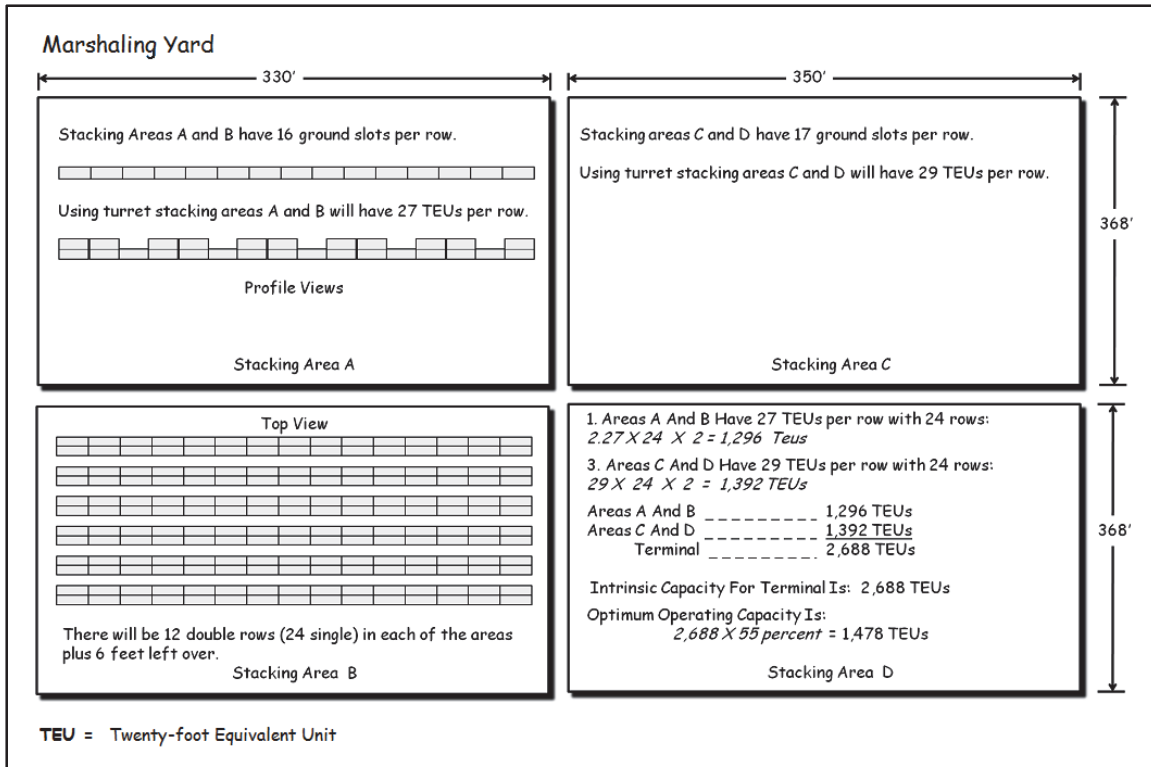 Marshaling Yard
330'
350'
Stacking Areas A and B have 16 ground slots per row.
Using turret stacking areas A and B will have 27 TEUs per row.
Profile Views
Stacking Area A
Stacking areas C and D have 17 ground slots per row.
Using turret stacking areas C and D will have 29 TEUs per row.
Stacking Area C
368'
Top View
There will be 12 double rows (24 single) in each of the areas
plus 6 feet left over.
Stacking Area B
1. Areas A And B Have 27 TEUs per row with 24 rows:
2.27 X 24 X 2 = 1,296 Teus
3. Areas C And D Have 29 TEUs per row with 24 rows:
29 X 24 X 2 = 1,392 TEUs
Areas A And B _ _ _ _ _ _ _ _ _ _ 1,296 TEUs
Areas C And D _ _ _ _ _ _ _ _ _ _ 1,392 TEUs
Terminal _ _ _ _ _ _ _ _ _ 2,688 TEUs
Intrinsic Capacity For Terminal Is: 2,688 TEUs
Optimum Operating Capacity Is:
2,688 X 55 percent = 1,478 TEUs
Stacking Area D
368'
TEU = Twenty-foot Equivalent Unit